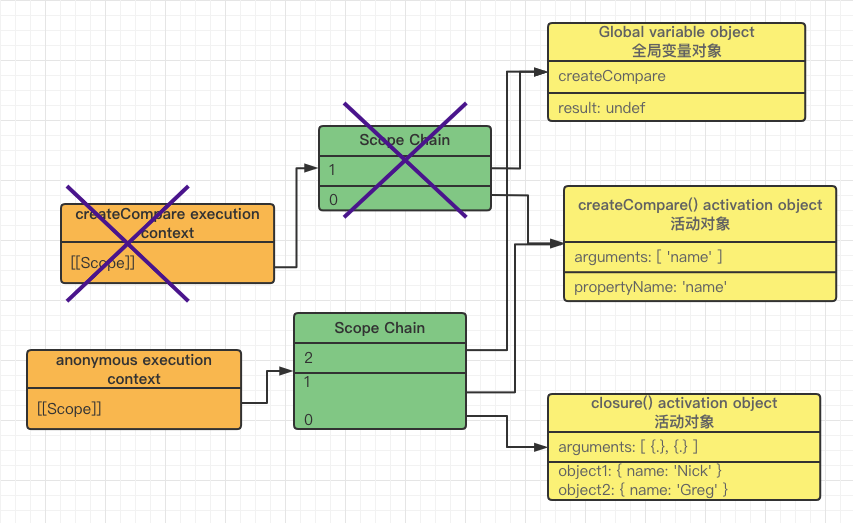 Global variable object
全局变量对象
createCompare
result: undef
Scope Chain
1
0
createCompare execution
context
[[Scope]]
createCompare() activation object
活动对象
arguments: [ 'name' ]
propertyName: 'name'
Scope Chain
2
1
0
anonymous execution
context
[[Scope]]
closure() activation object
活动对象
arguments: [ {.}, {.} ]
object1: { name: 'Nick' }
object2: { name: 'Greg' }